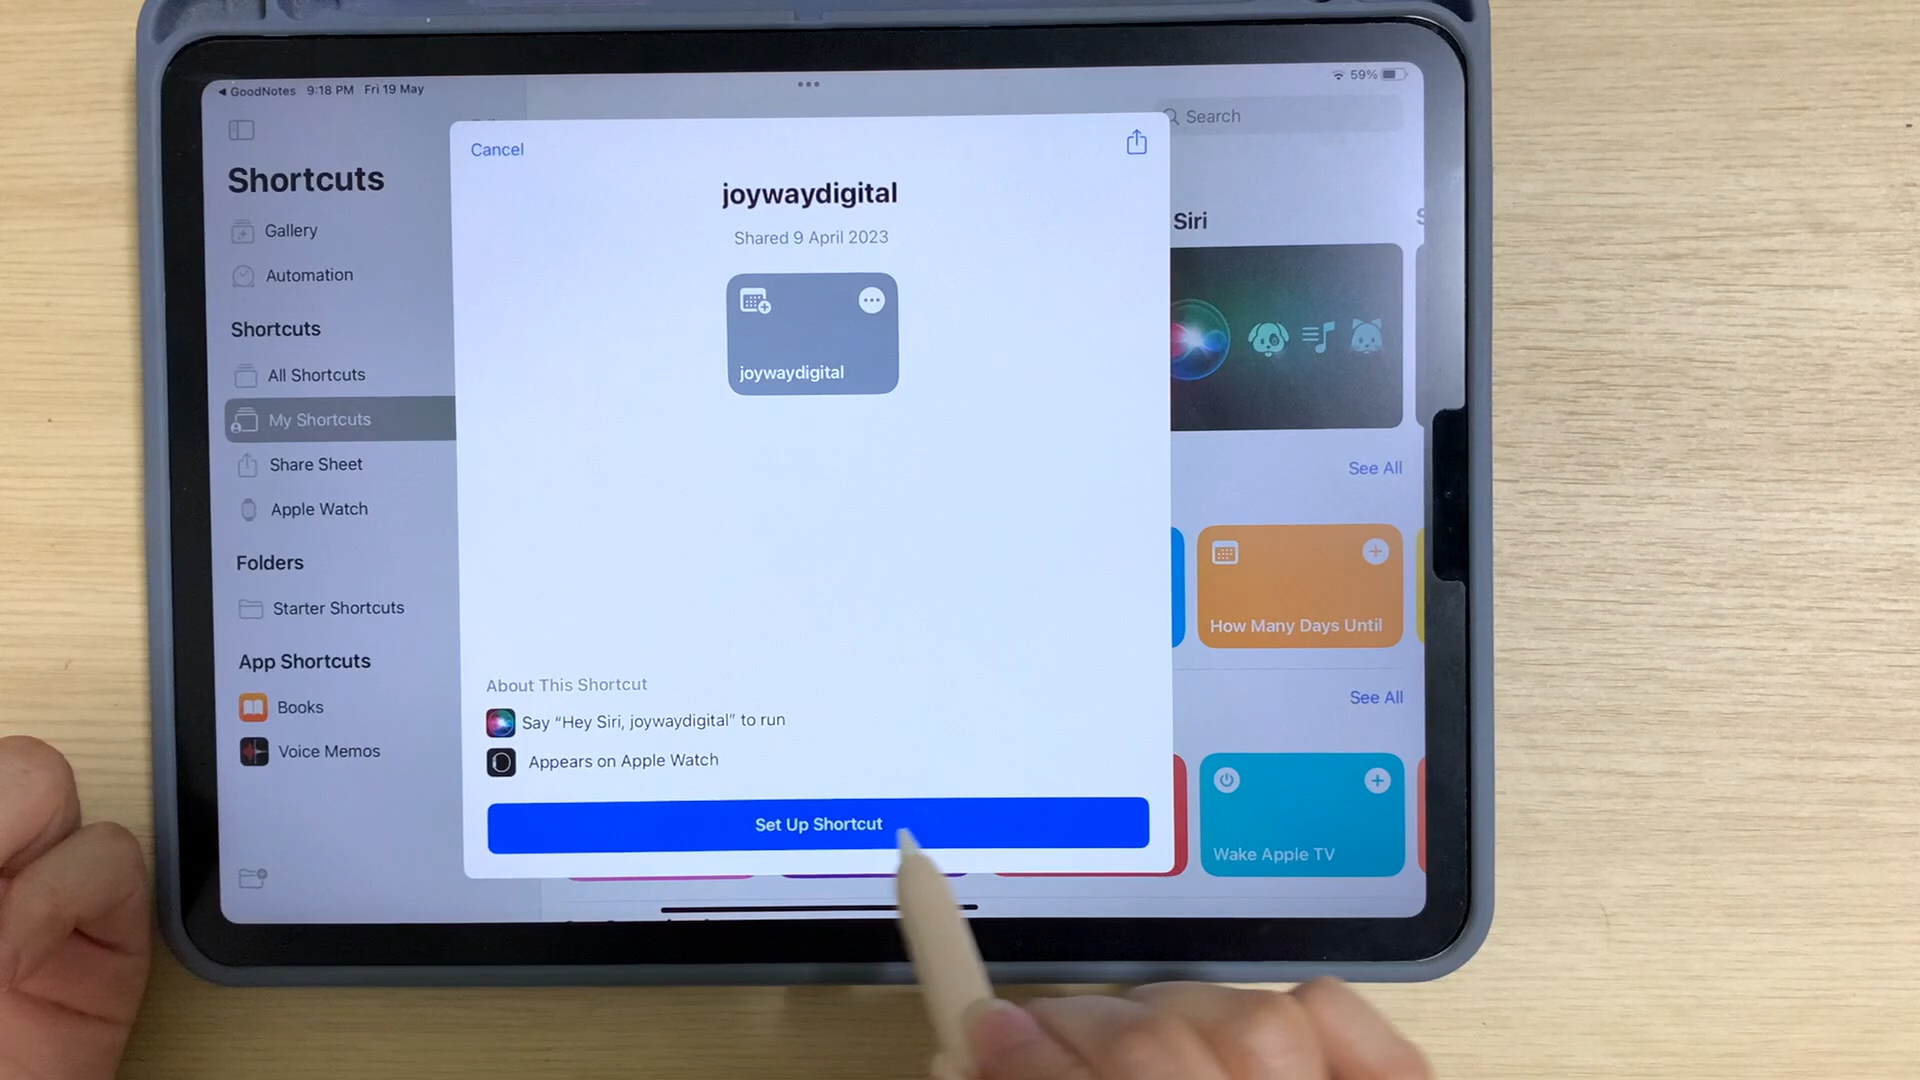 GoodNotes 9:18 PM Fri 19 May
59%
Shortcuts
Gallery
Automation
Shortcuts
All Shortcuts
My Shortcuts
Share Sheet
Apple Watch
Folders
Starter Shortcuts
App Shortcuts
Books
Voice Memos
Cancel
joywaydigital
Shared 9 April 2023
joywaydigital
About This Shortcut
Say “Hey Siri, joywaydigital” to run
Appears on Apple Watch
Set Up Shortcut
Search
Siri
See All
How Many Days Until
See All
Wake Apple TV